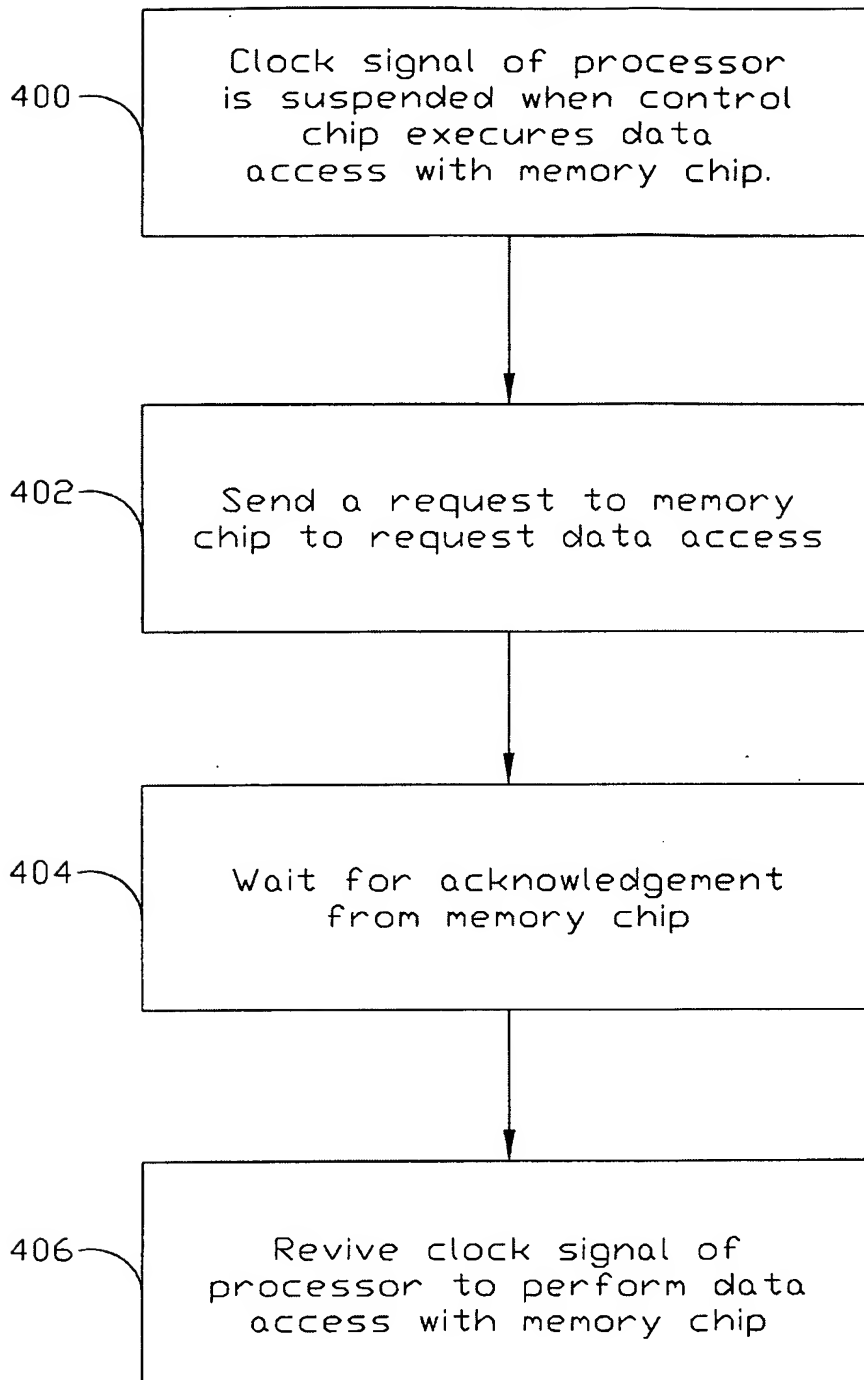 400
Clock signal of processor
is suspended when control
chip execures data
access with memory chip.
402
Send a request to memory
chip to request data access
404
Wait for acknowledgement
from memory chip
406
Revive clock signal of
processor to perform data
access with memory chip